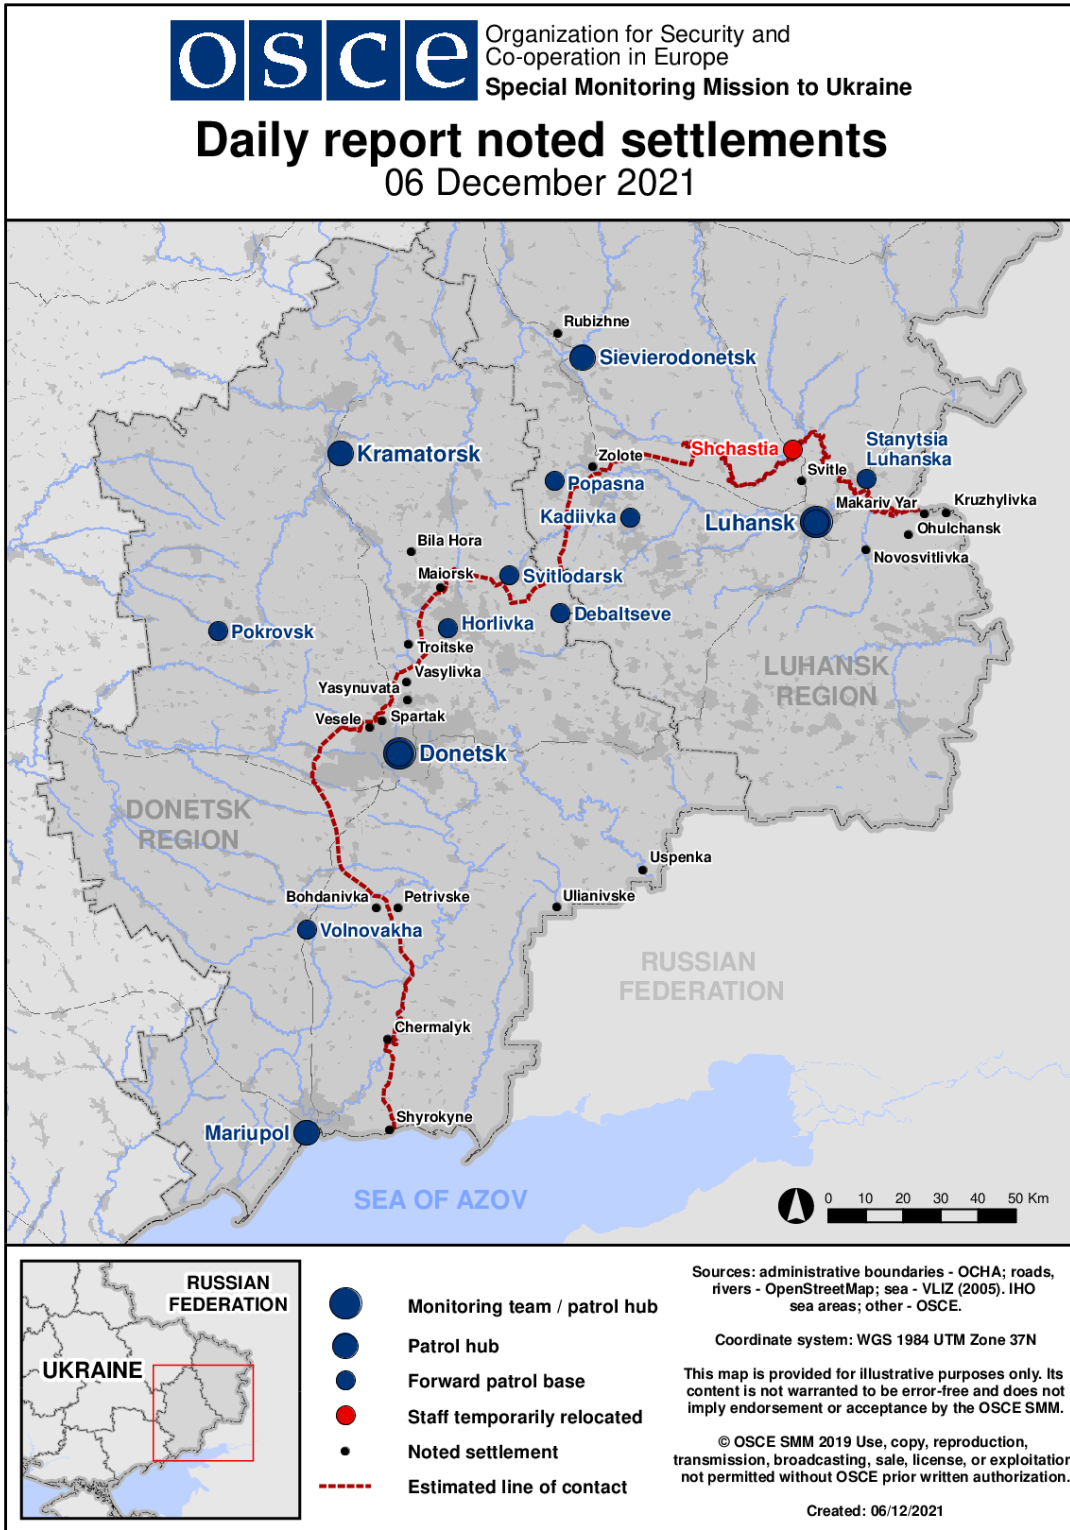 osce
Organization for Security and
Co-operation in Europe
Special Monitoring Mission to Ukraine
Daily report noted settlements
06 December 2021
Rubizhne
Sievierodonetsk
Kramatorsk
Shchastia
Stanytsia
Luhanska
Zolote
Svitle
Popasna
Kadiivka
Luhansk
Makariv Yar
Kruzhylivka
Ohulchansk
Novosvitlivka
Bila Hora
Maiorsk
Svitlodarsk
Debaltseve
Horlivka
Pokrovsk
Troitske
Vasylivka
Yasynuvata
Vesele
Spartak
Donetsk
LUHANSK
REGION
DONETSK
REGION
Uspenka
Ulianivske
Bohdanivka
Petrivske
Volnovakha
RUSSIAN
FEDERATION
Chermalyk
Shyrokyne
Mariupol
SEA OF AZOV
0 10 20 30 40 50 Km
RUSSIAN
FEDERATION
UKRAINE
Monitoring team / patrol hub
Patrol hub
Forward patrol base
Staff temporarily relocated
Noted settlement
Estimated line of contact
Sources: administrative boundaries - OCHA; roads,
rivers - OpenStreetMap; sea - VLIZ (2005). IHO
sea areas; other - OSCE.
Coordinate system: WGS 1984 UTM Zone 37N
This map is provided for illustrative purposes only. Its
content is not warranted to be error-free and does not
imply endorsement or acceptance by the OSCE SMM.
© OSCE SMM 2019 Use, copy, reproduction,
transmission, broadcasting, sale, license, or exploitation
not permitted without OSCE prior written authorization.
Created: 06/12/2021